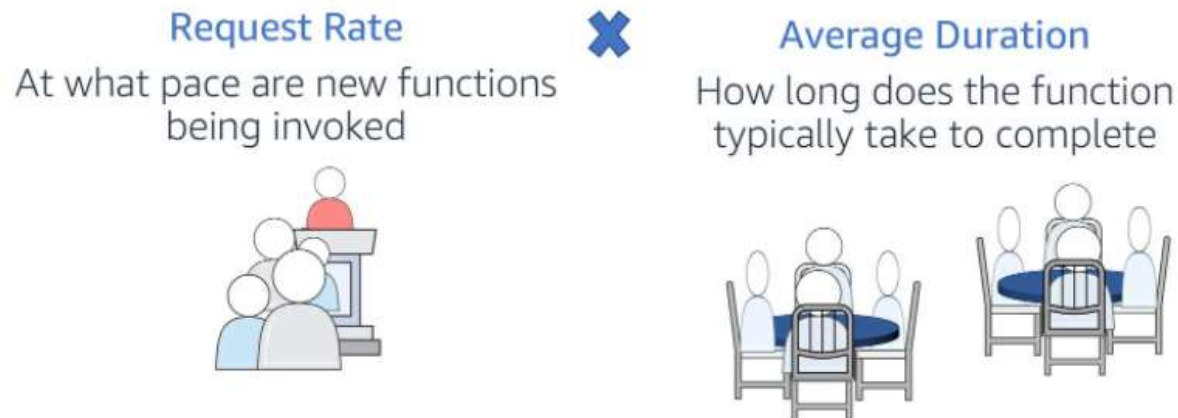 Request Rate
At what pace are new functions
being invoked
Average Duration
How long does the function
typically take to complete